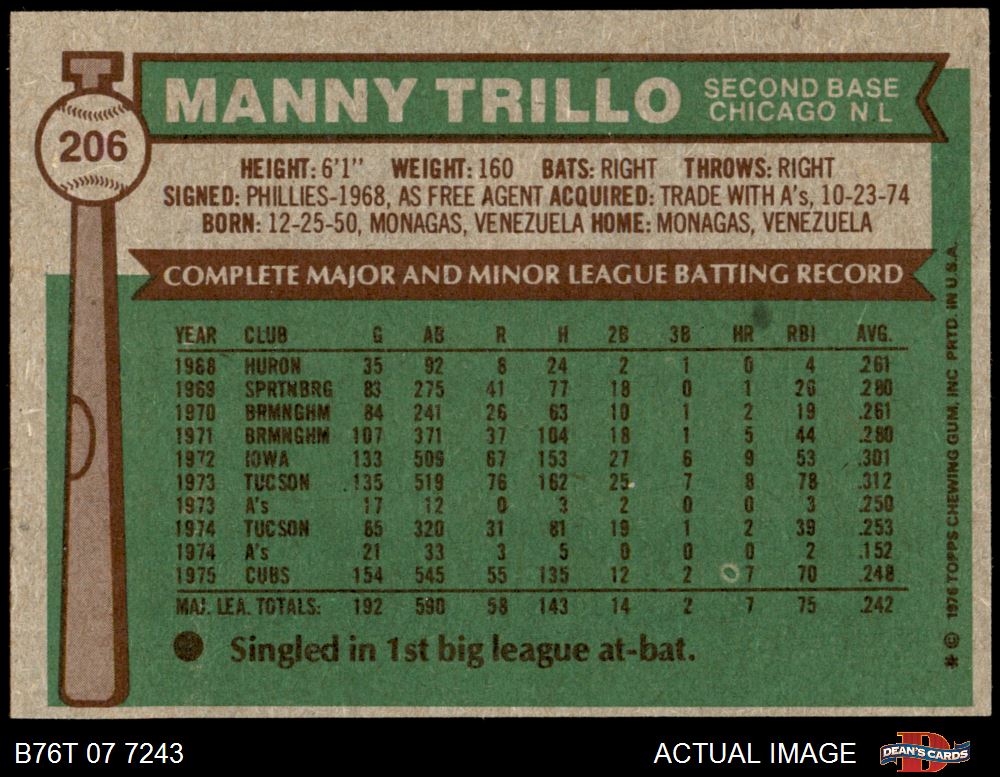 MANNY TRILLO
SECOND BASE
CHICAGO N.L
206
HEIGHT: 6'1" WEIGHT: 160 BATS: RIGHT THROWS: RIGHT
SIGNED: PHILLIES-1968, AS FREE AGENT ACQUIRED: TRADE WITH A's, 10-23-74
BORN: 12-25-50, MONAGAS, VENEZUELA HOME: MONAGAS, VENEZUELA
COMPLETE MAJOR AND MINOR LEAGUE BATTING RECORD
YEAR CLUB G AB R H 2B 3B HR RBI AVG.
1968 HURON 35 92 8 24 2 1 0 4 .261
1969 SPRTNBRG 83 275 41 77 18 0 1 26 .280
1970 BRMNGHM 84 241 26 63 10 1 2 19 .261
1971 BRMNGHM 107 371 37 104 18 1 5 44 .280
1972 IOWA 133 509 67 153 27 6 9 53 .301
1973 TUCSON 135 519 76 162 25 7 8 78 .312
1973 A's 17 12 0 3 2 0 0 3 .250
1974 TUCSON 85 320 31 81 19 1 2 39 .253
1974 A's 21 33 3 5 0 0 0 2 .152
1975 CUBS 154 545 55 135 12 2 7 70 .248
MAJ. LEA. TOTALS: 192 590 58 143 14 2 7 75 .242
Singled in 1st big league at-bat.
* © 1976 TOPPS CHEWING GUM, INC PRTD. IN U.S.A.
B76T 07 7243
ACTUAL IMAGE
DEAN'S CARDS